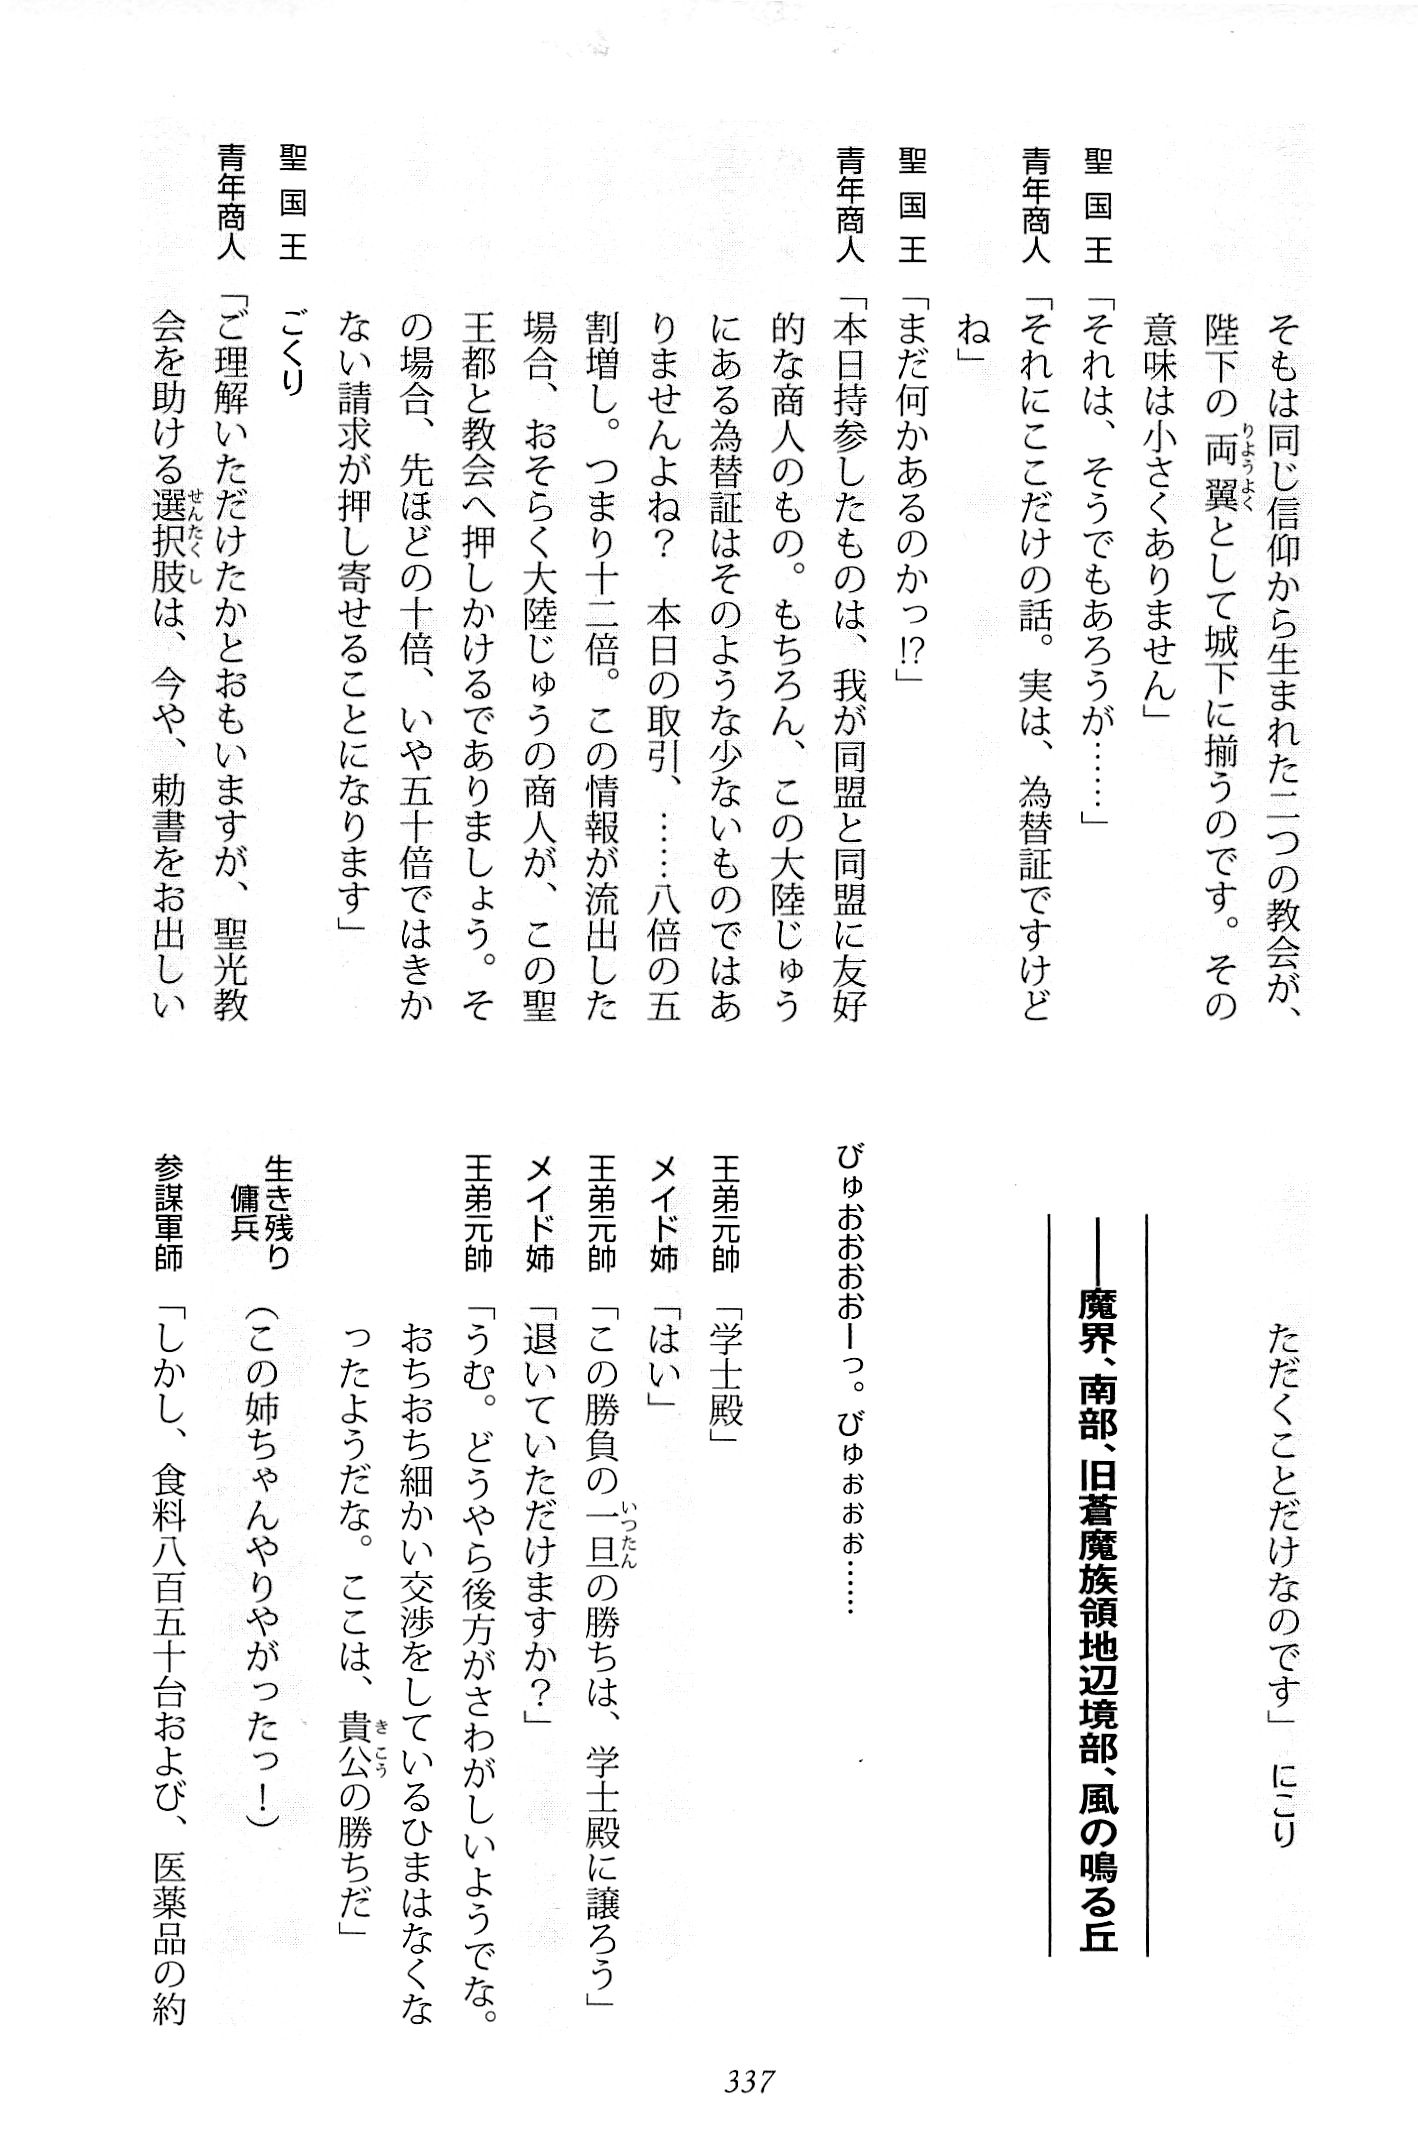 そもは同じ信仰から生まれた二つの教会が、
陛下の両翼として城下に揃うのです。その
意味は小さくありません」
聖国王「それは、そうでもあろうが……」
青年商人「それにここだけの話。実は、為替証ですけど
ね」
聖国王「まだ何かあるのかっ!?」
青年商人「本日持参したものは、我が同盟と同盟に友好
的な商人のもの。もちろん、この大陸じゅう
にある為替証はそのような少ないものではあ
りませんよね？　本日の取引、……八倍の五
割増し。つまり十二倍。この情報が流出した
場合、おそらく大陸じゅうの商人が、この聖
王都と教会へ押しかけるでありましょう。そ
の場合、先ほどの十倍、いや五十倍ではきか
ない請求が押し寄せることになります」
聖国王　ごくり
青年商人「ご理解いただけたかとおもいますが、聖光教
会を助ける選択肢は、今や、勅書をお出しい
ただくことだけなのです」にこり
――魔界、南部、旧蒼魔族領地辺境部、風の鳴る丘
びゅおおおおーっ。びゅぉぉぉ……
王弟元帥「学士殿」
メイド姉「はい」
王弟元帥「この勝負の一旦の勝ちは、学士殿に譲ろう」
メイド姉「退いていただけますか？」
王弟元帥「うむ。どうやら後方がさわがしいようでな。
おちおち細かい交渉をしているひまはなくな
ったようだな。ここは、貴公の勝ちだ」
生き残り傭兵（この姉ちゃんやりやがったっ！）
参謀軍師「しかし、食料八百五十台および、医薬品の約
337